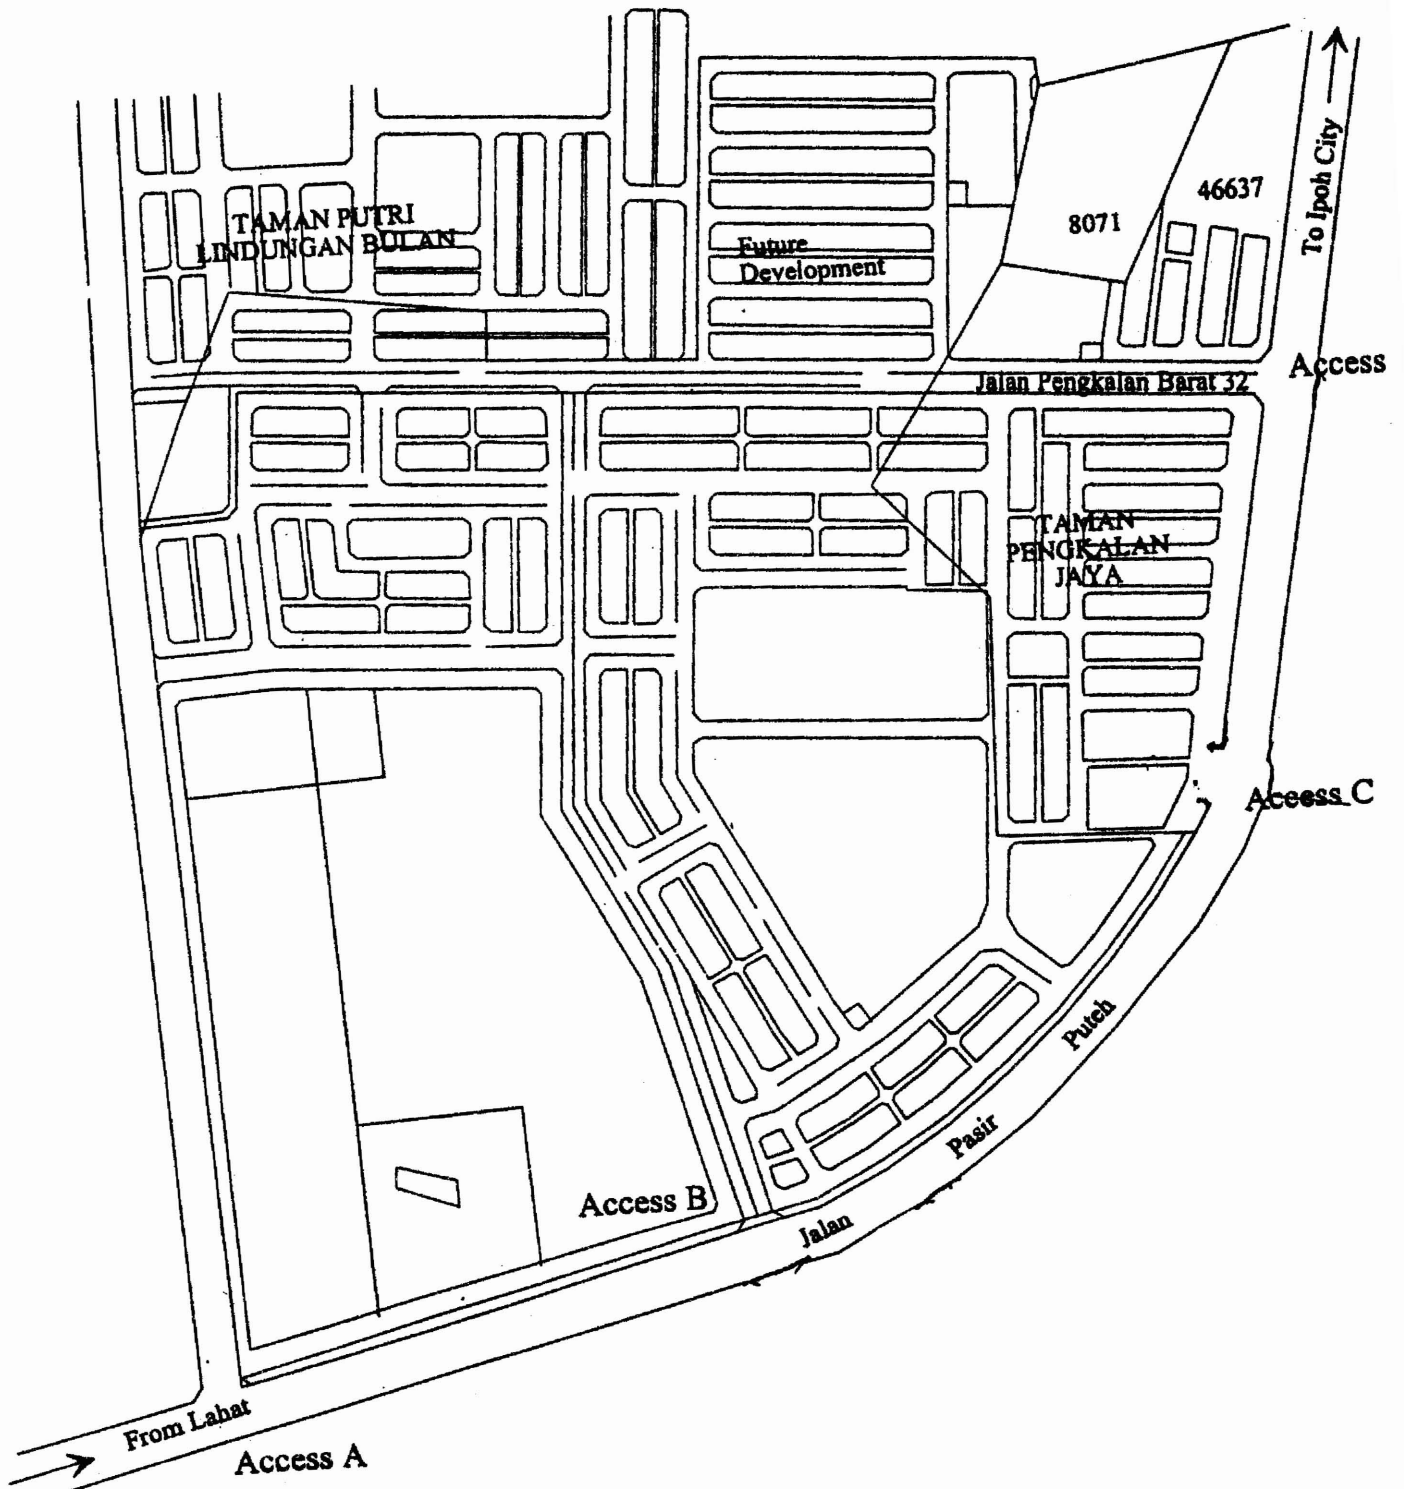 To Ipoh City
46637
8071
TAMAN PUTRI
LINDUNGAN BULAN
Future
Development
Access
Jalan Pengkalan Barat 32
TAMAN
PENGKALAN
JAYA
Access C
Jalan Pasir Puteh
Access B
From Lahat
Access A